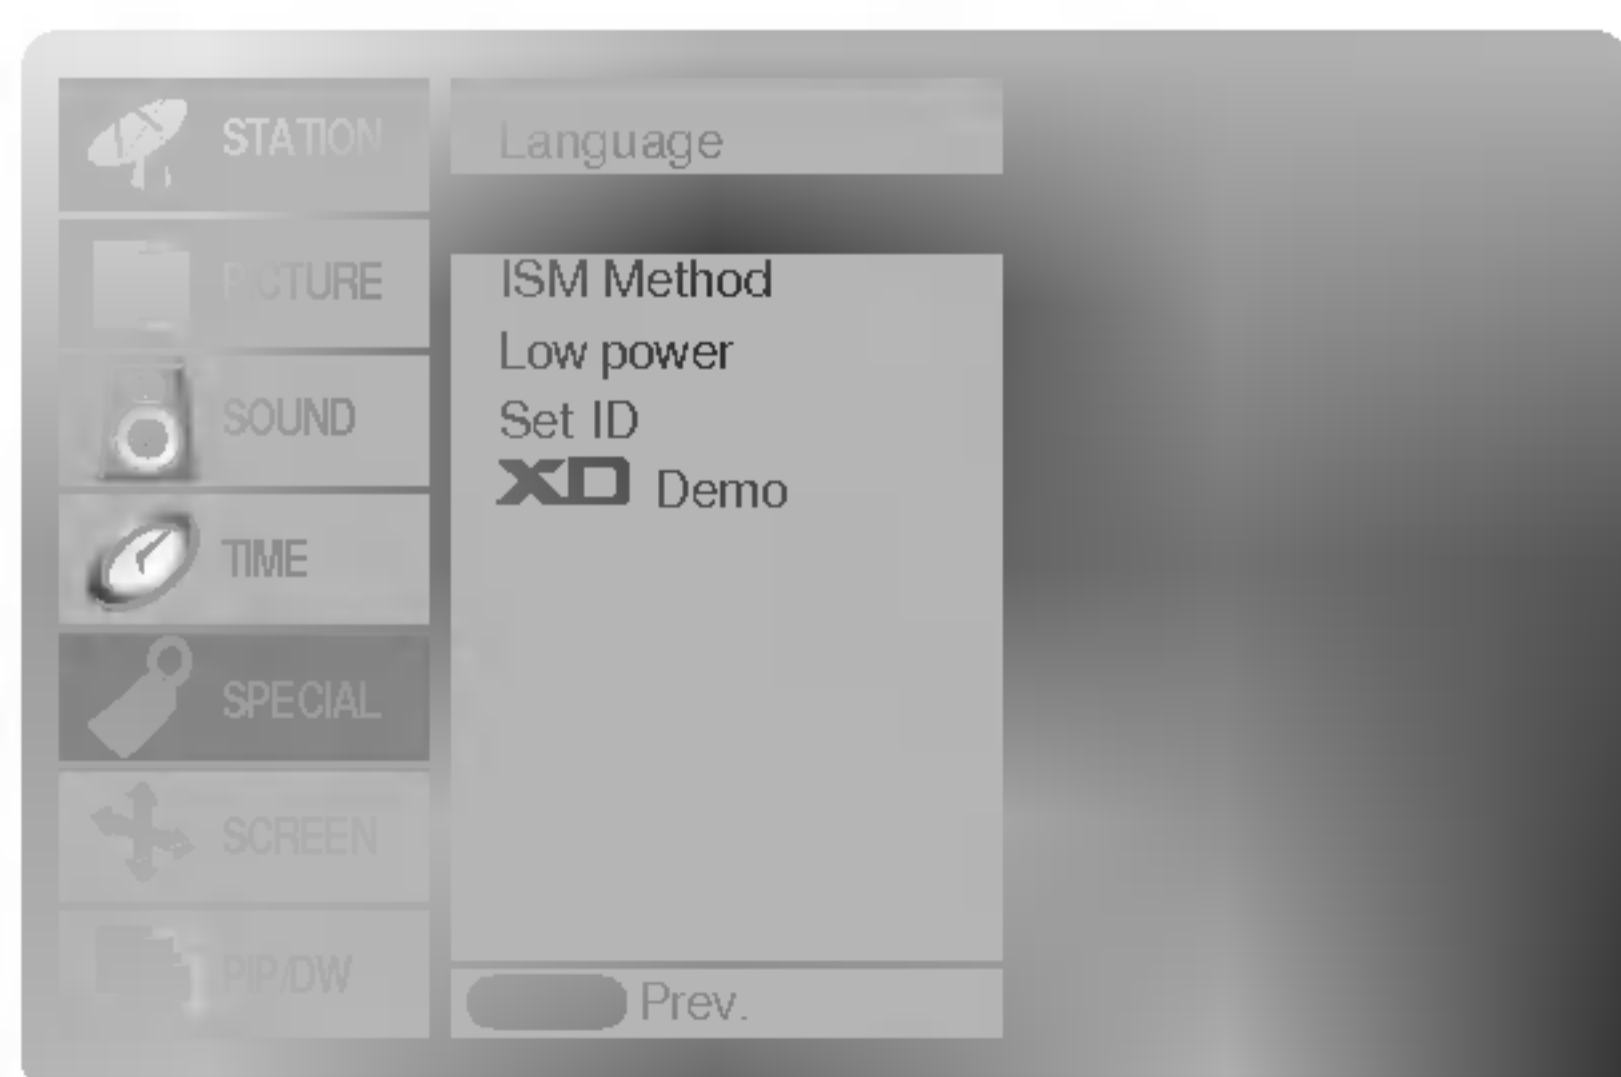 STATION
PICTURE
SOUND
TIME
SPECIAL
SCREEN
PIP/DW
Language
ISM Method
Low power
Set ID
XD Demo
Prev.